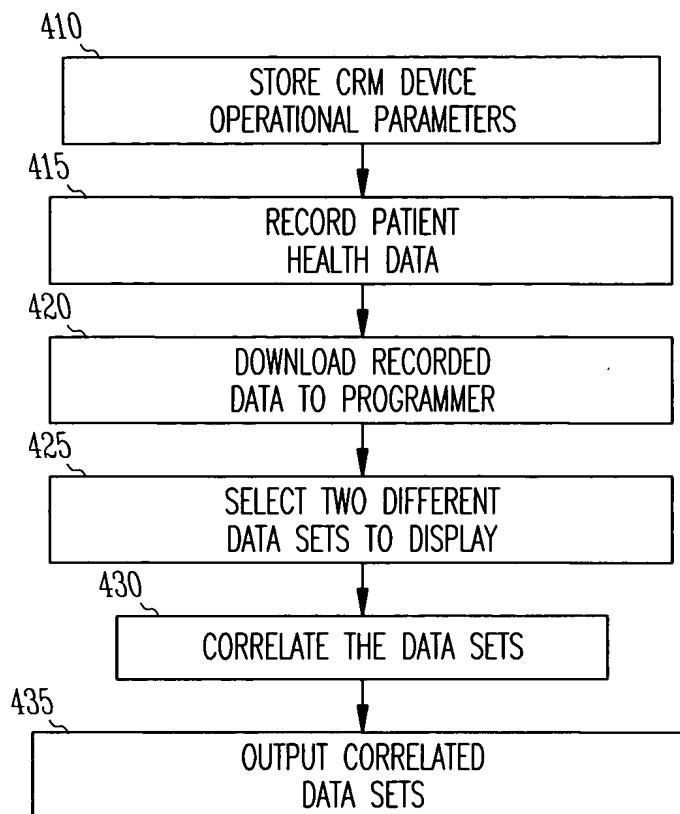 410
STORE CRM DEVICE
OPERATIONAL PARAMETERS
415
RECORD PATIENT
HEALTH DATA
420
DOWNLOAD RECORDED
DATA TO PROGRAMMER
425
SELECT TWO DIFFERENT
DATA SETS TO DISPLAY
430
CORRELATE THE DATA SETS
435
OUTPUT CORRELATED
DATA SETS